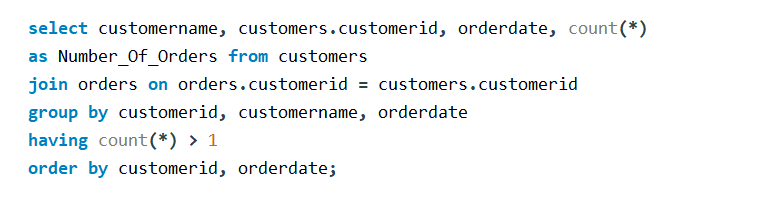 select customername, customers.customerid, orderdate, count(*)
as Number_Of_Orders from customers
join orders on orders.customerid = customers.customerid
group by customerid, customername, orderdate
having count(*) > 1
order by customerid, orderdate;